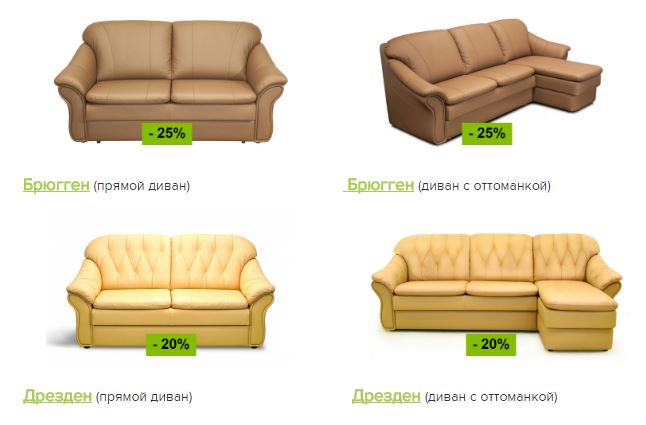 - 25%
- 25%
Брюгген (прямой диван)
Брюгген (диван с оттоманкой)
- 20%
- 20%
Дрезден (прямой диван)
Дрезден (диван с оттоманкой)